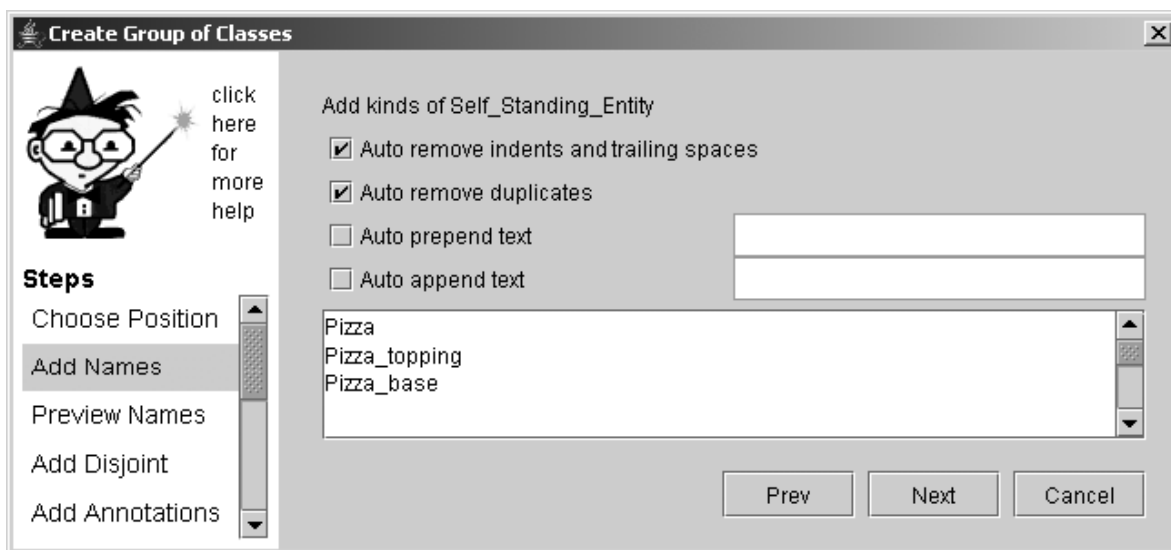 Create Group of Classes
click
here
for
more
help
Steps
Choose Position
Add Names
Preview Names
Add Disjoint
Add Annotations
Add kinds of Self_Standing_Entity
Auto remove indents and trailing spaces
Auto remove duplicates
Auto prepend text
Auto append text
Pizza
Pizza_topping
Pizza_base
Prev Next Cancel